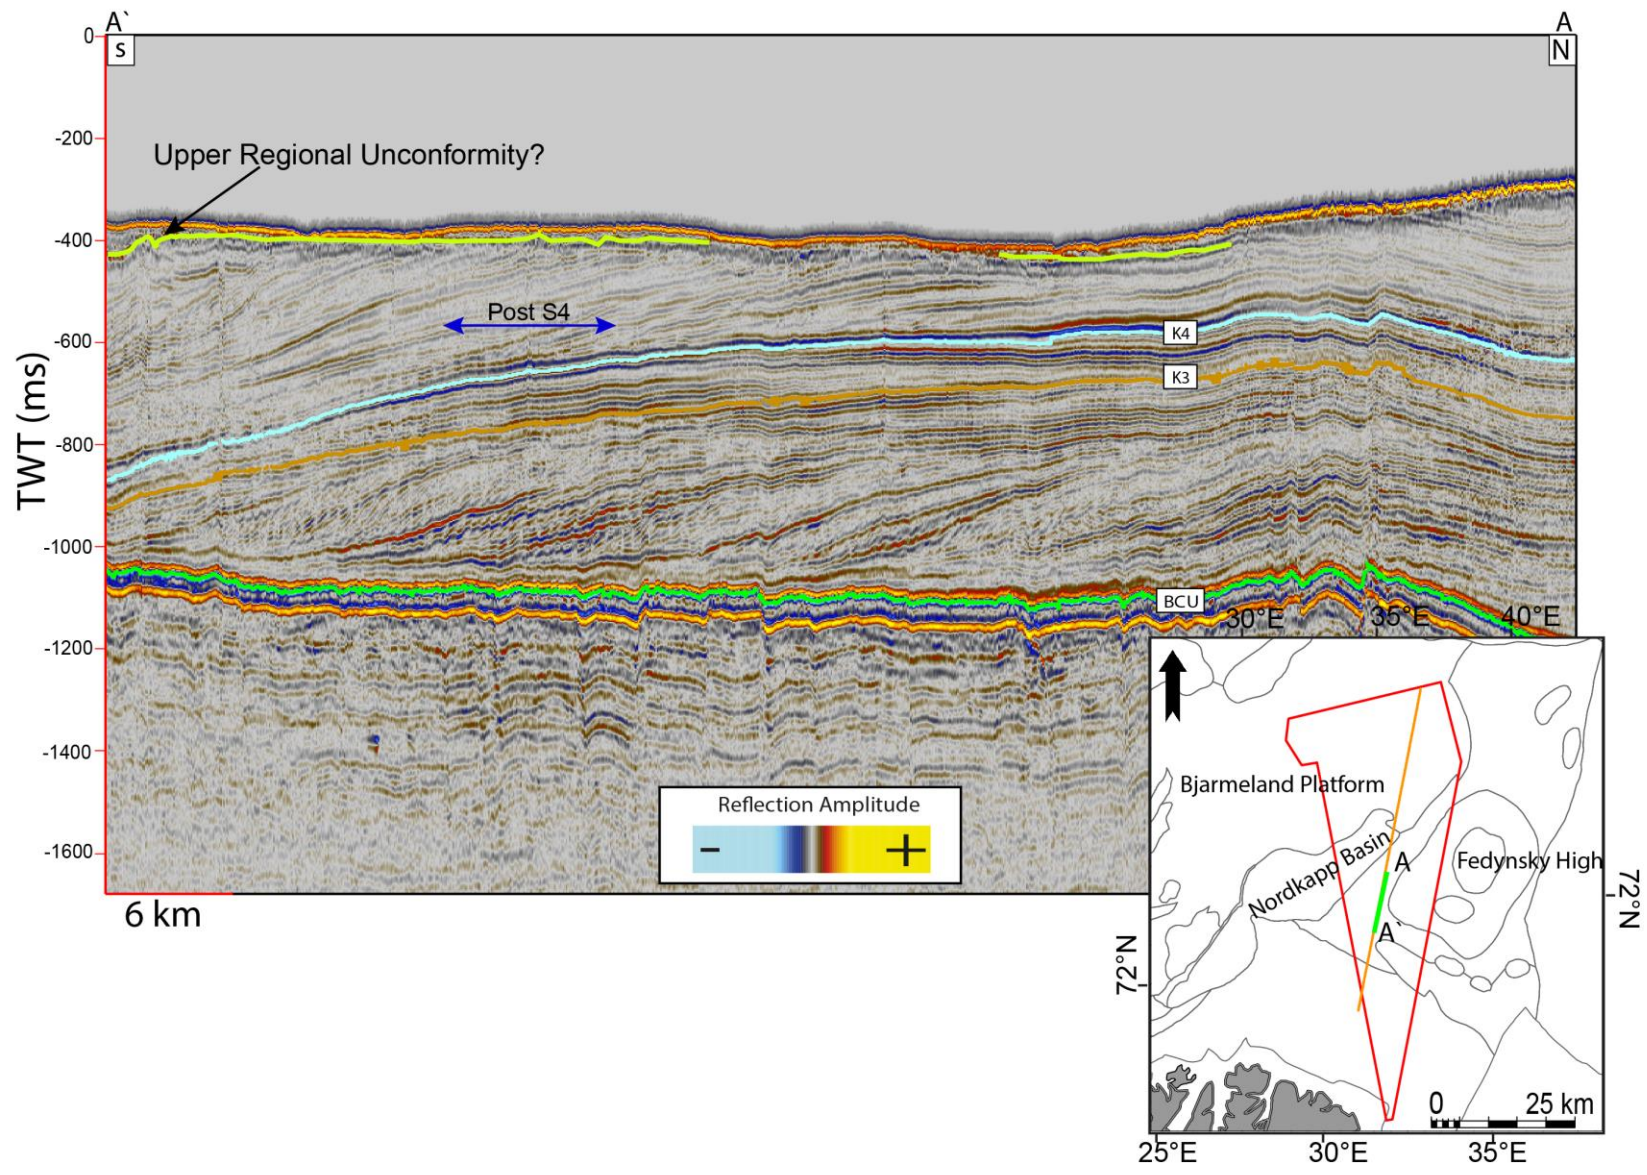 A` A
S N
0
-200
-400
-600
-800
-1000
-1200
-1400
-1600
TWT (ms)
Upper Regional Unconformity?
Post S4
K4
K3
BCU
Reflection Amplitude
- +
6 km
30°E 35°E 40°E
Bjarmeland Platform
Nordkapp Basin
Fedynsky High
A
A`
72°N
72°N
0 25 km
25°E 30°E 35°E